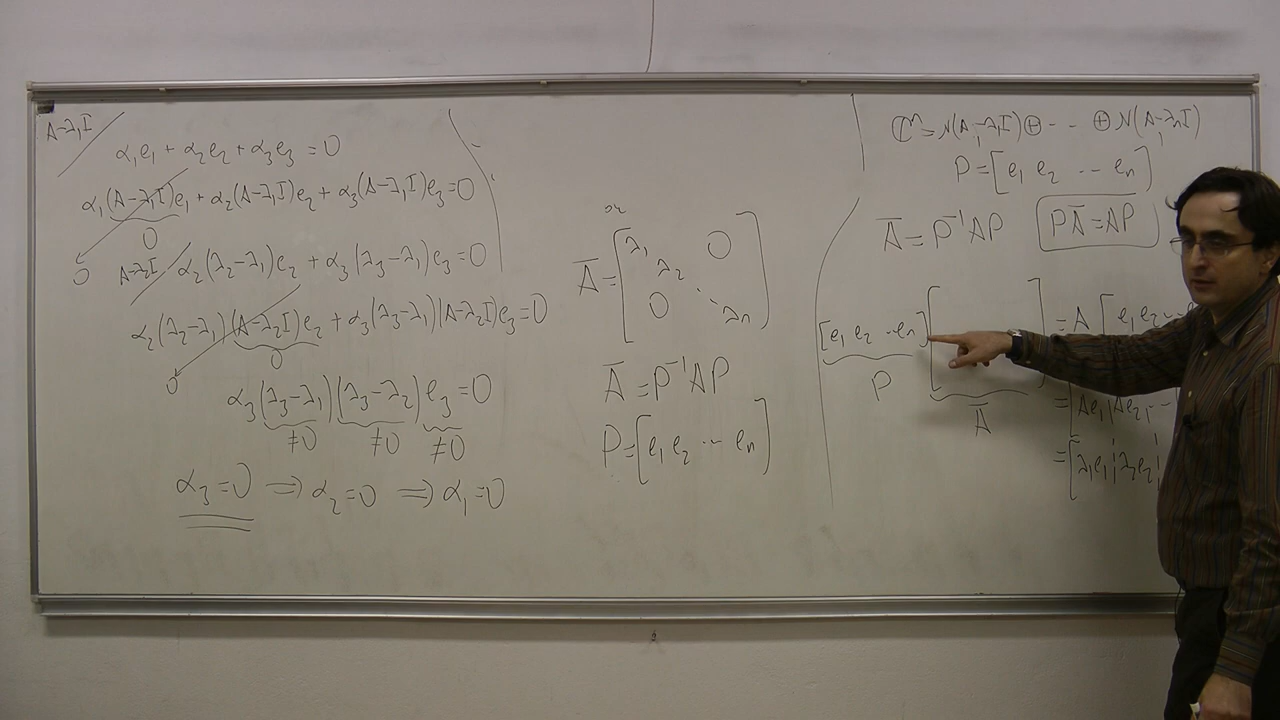 A-λ₁I
α₁e₁ + α₂e₂ + α₃e₃ = 0
α₁(A-λ₁I)e₁ + α₂(A-λ₁I)e₂ + α₃(A-λ₁I)e₃ = 0
0
0
A-λ₂I
α₂(λ₂-λ₁)e₂ + α₃(λ₃-λ₁)e₃ = 0
α₂(λ₂-λ₁)(A-λ₂I)e₂ + α₃(λ₃-λ₁)(A-λ₂I)e₃ = 0
0
0
α₃(λ₃-λ₁)(λ₃-λ₂)e₃ = 0
≠0 ≠0 ≠0
α₃=0 ⇒ α₂=0 ⇒ α₁=0
or
Ā = [λ₁ 0
λ₂
0 ⋱ λₙ]
Ā = P⁻¹AP
P = [e₁ e₂ ⋯ eₙ]
ℂⁿ = N(A-λ₁I) ⊕ - - ⊕ N(A-λₙI)
P = [e₁ e₂ -- eₙ]
Ā = P⁻¹AP PĀ = AP
[e₁ e₂ -- eₙ] [ ] = A [e₁ e₂ --
P Ā
= [Ae₁ | Ae₂ | --
= [λ₁e₁ ¦ λ₂e₂ ¦